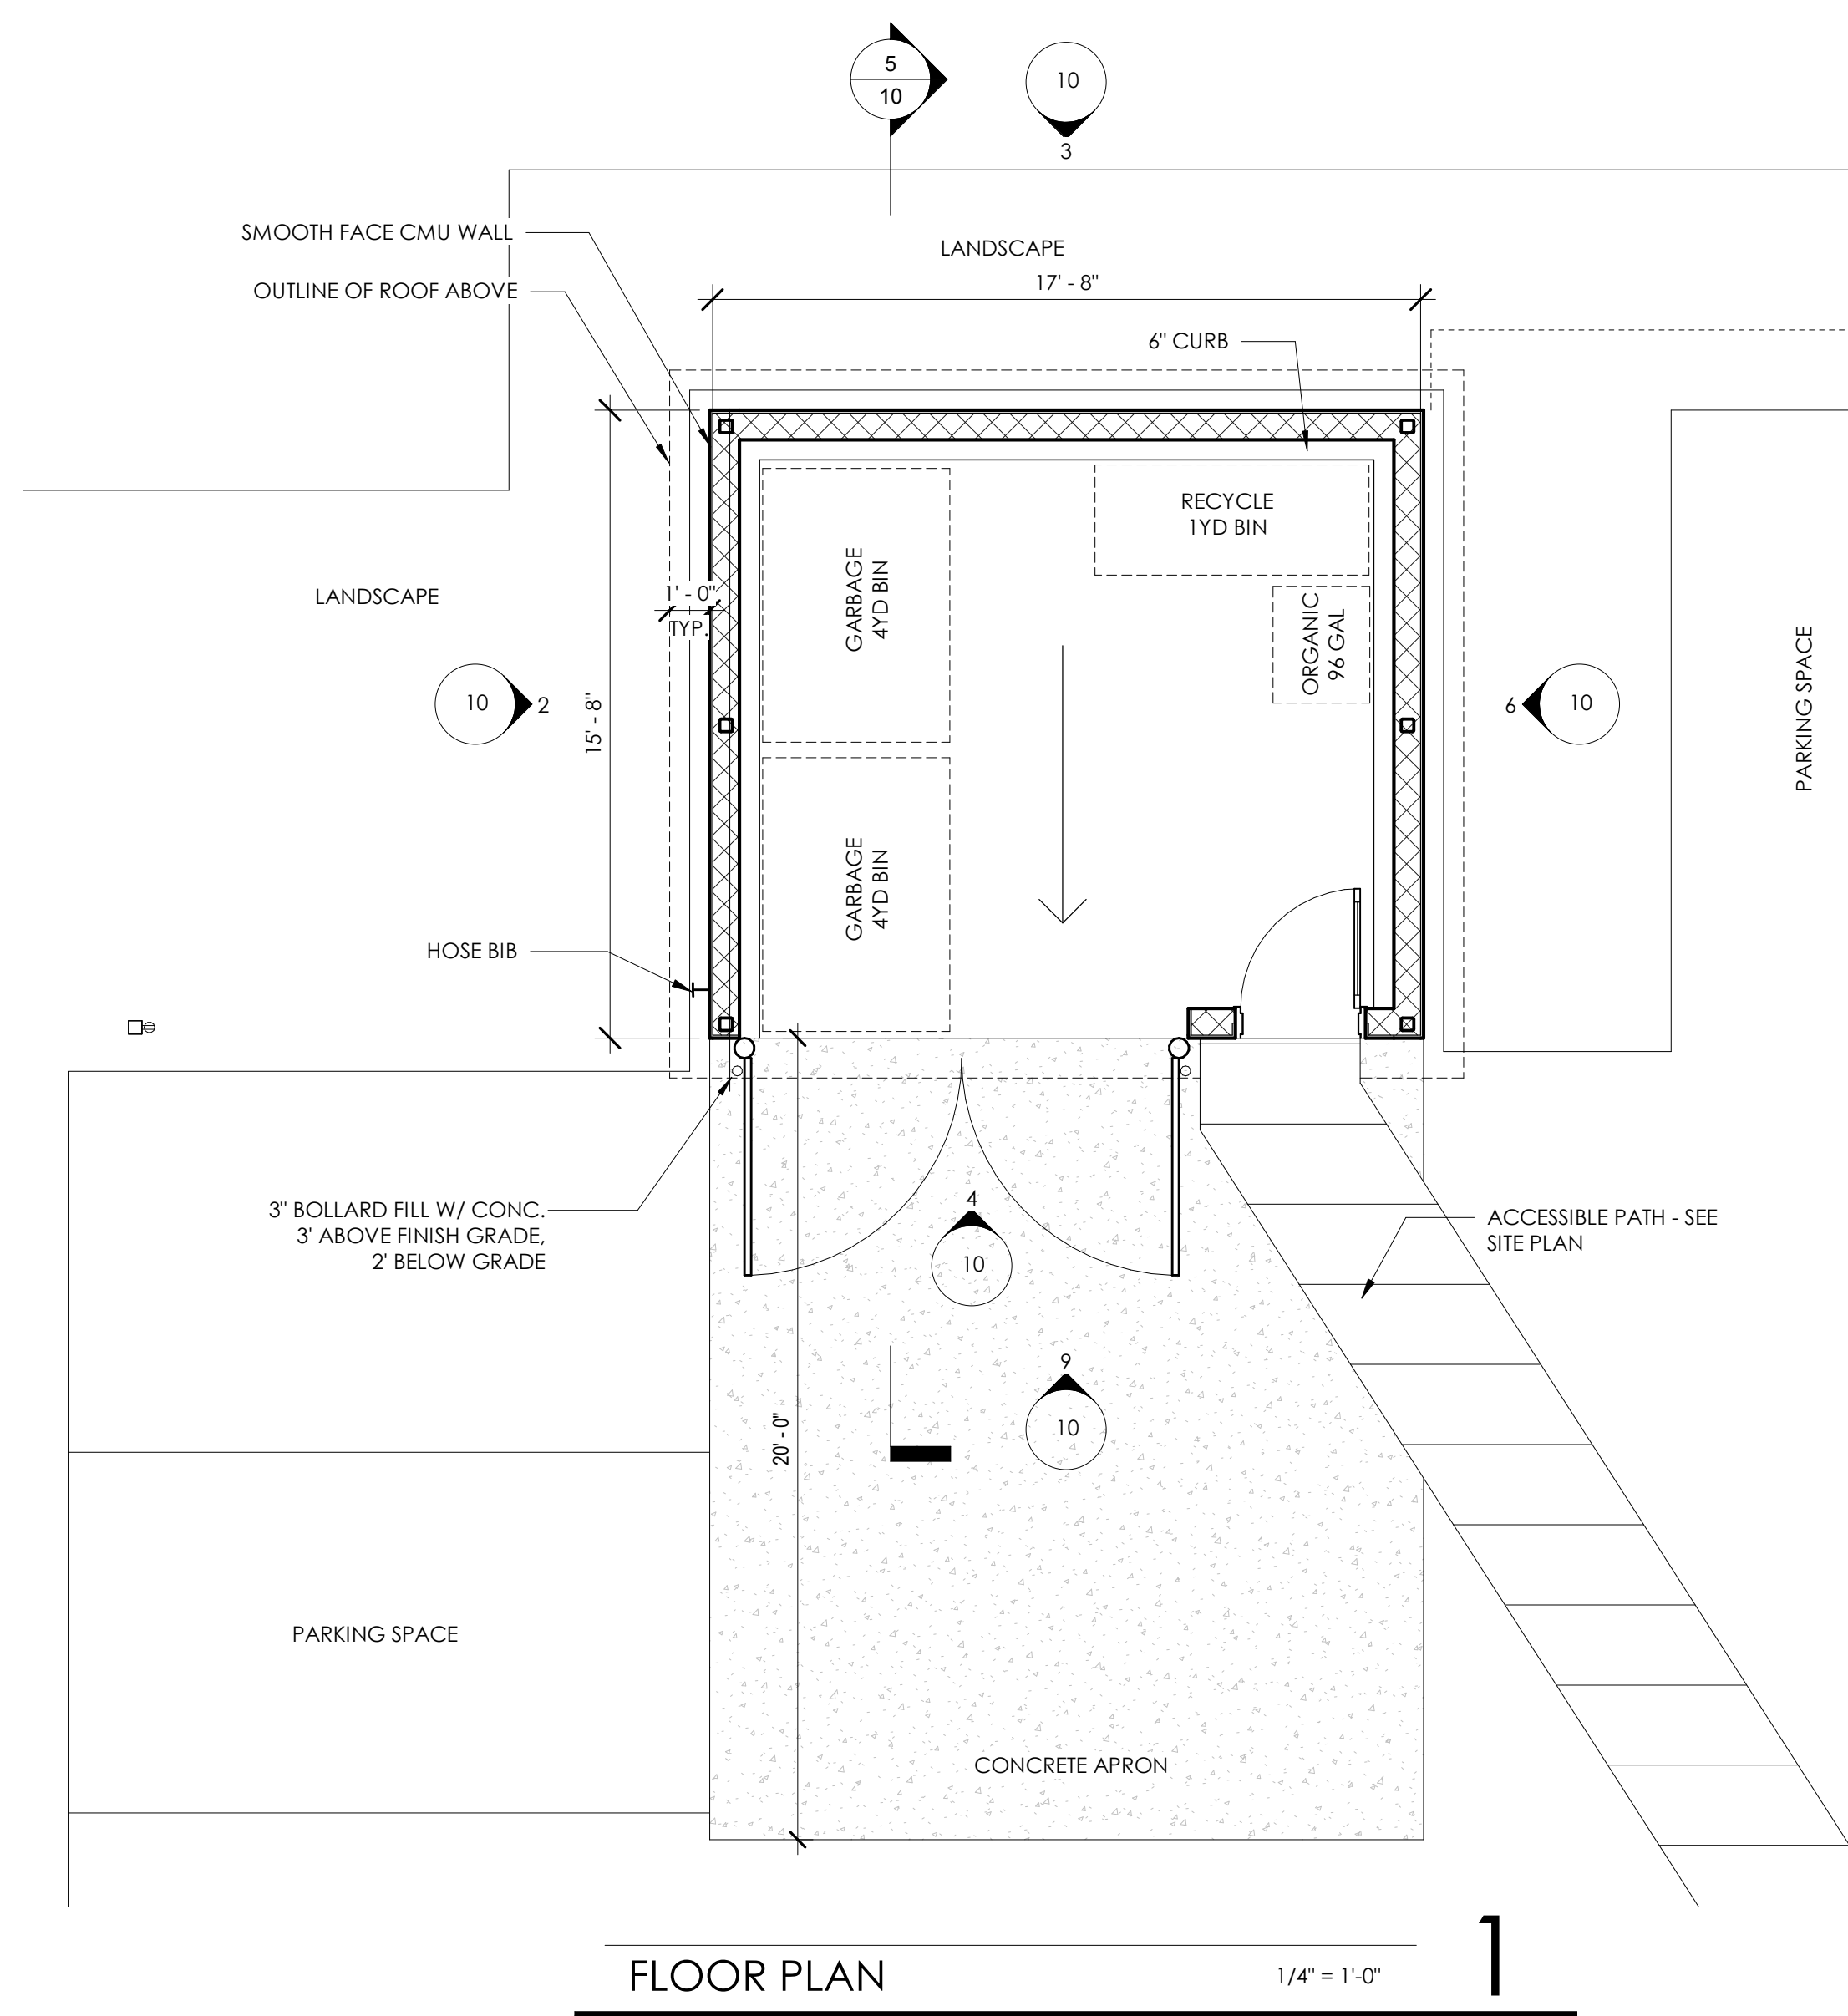 5
10
10
3
SMOOTH FACE CMU WALL
LANDSCAPE
17' - 8"
OUTLINE OF ROOF ABOVE
6" CURB
RECYCLE
1YD BIN
GARBAGE
4YD BIN
ORGANIC
96 GAL
1' - 0"
TYP.
LANDSCAPE
10
2
15' - 8"
6
10
PARKING SPACE
GARBAGE
4YD BIN
HOSE BIB
3" BOLLARD FILL W/ CONC.
3' ABOVE FINISH GRADE,
2' BELOW GRADE
4
10
ACCESSIBLE PATH - SEE
SITE PLAN
9
10
20' - 0"
PARKING SPACE
CONCRETE APRON
FLOOR PLAN
1/4" = 1'-0"
1